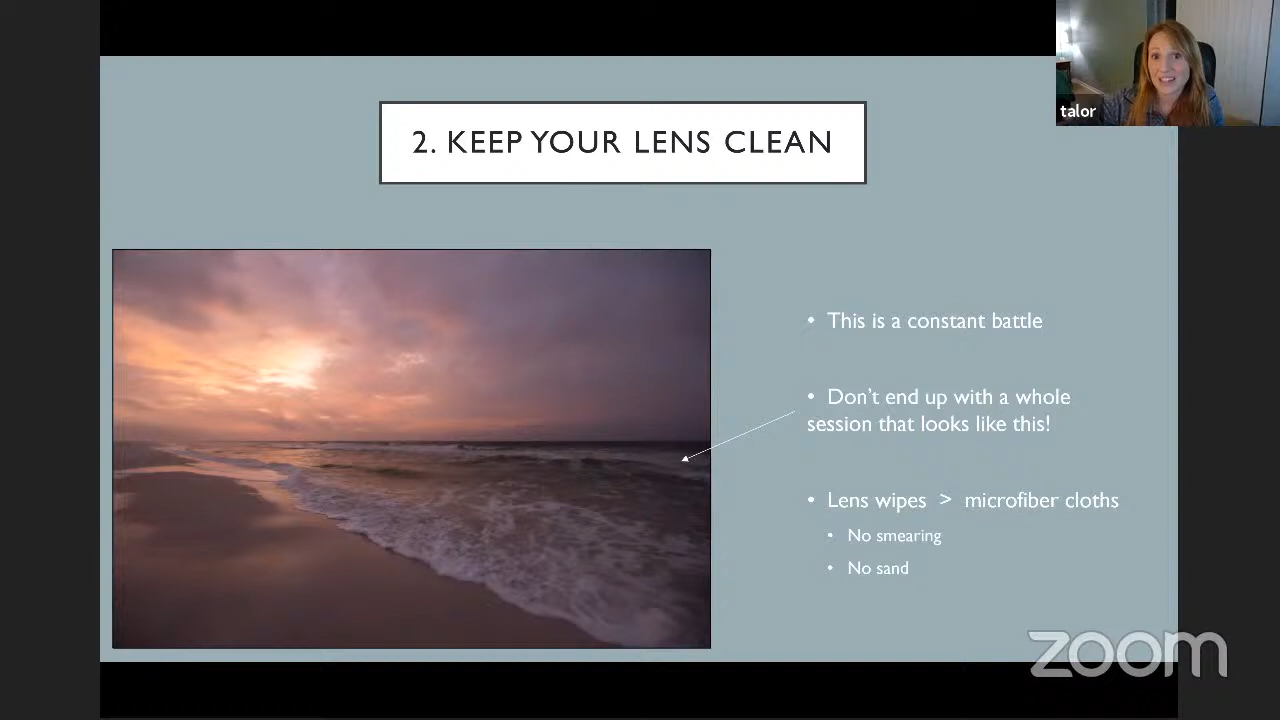 talor
2. KEEP YOUR LENS CLEAN
• This is a constant battle
• Don't end up with a whole
session that looks like this!
• Lens wipes > microfiber cloths
• No smearing
• No sand
zoom